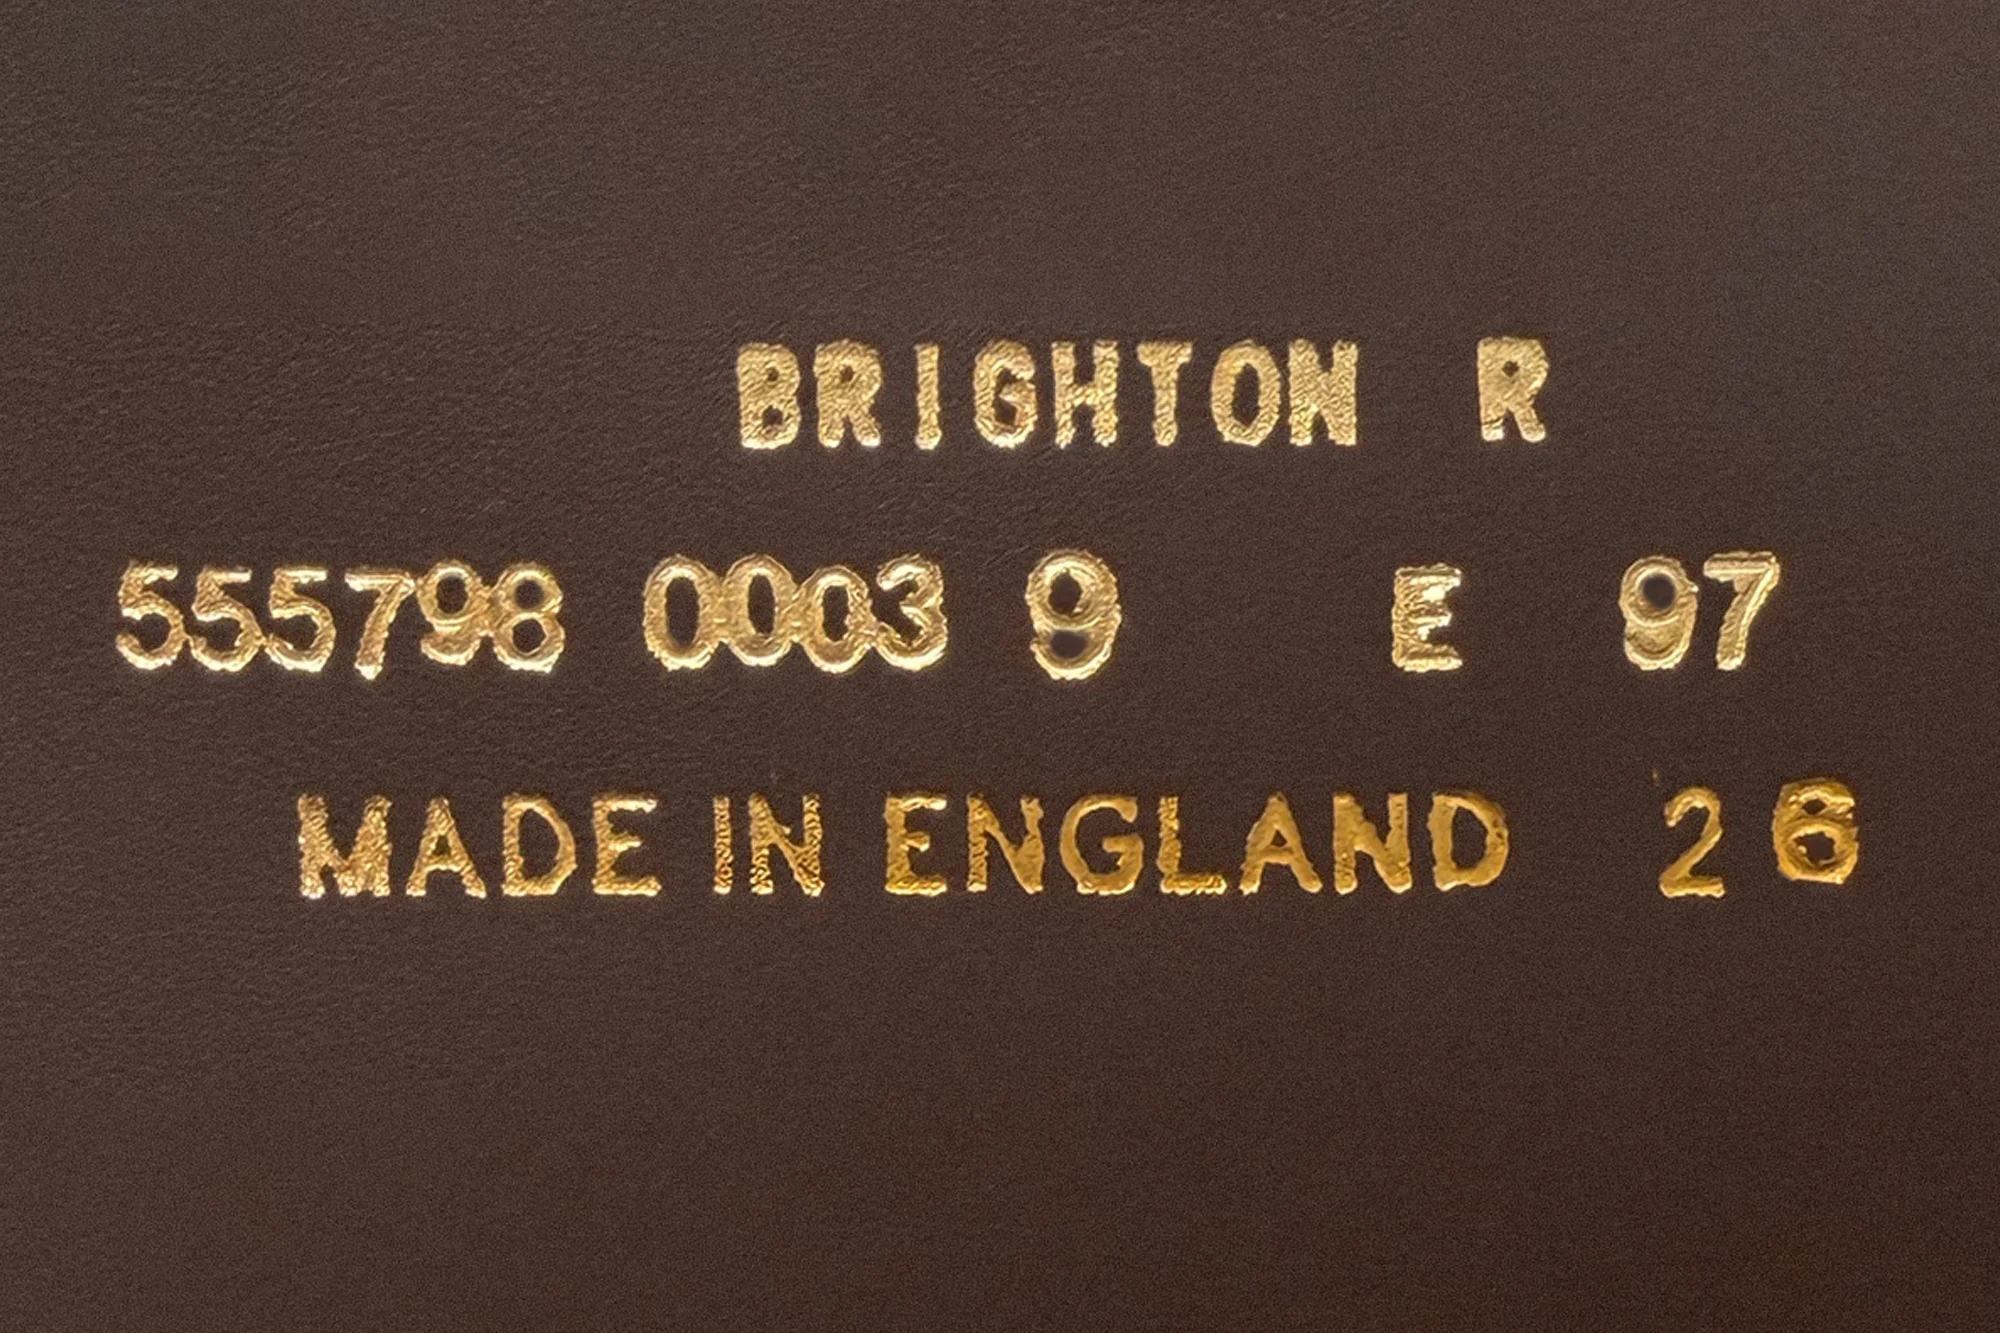 BRIGHTON R
555798 0003 9 E 97
MADE IN ENGLAND 26